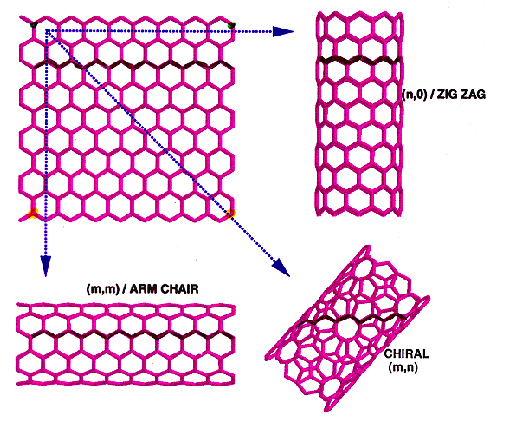 (n,0) / ZIG ZAG
(m,m) / ARM CHAIR
CHIRAL
(m,n)